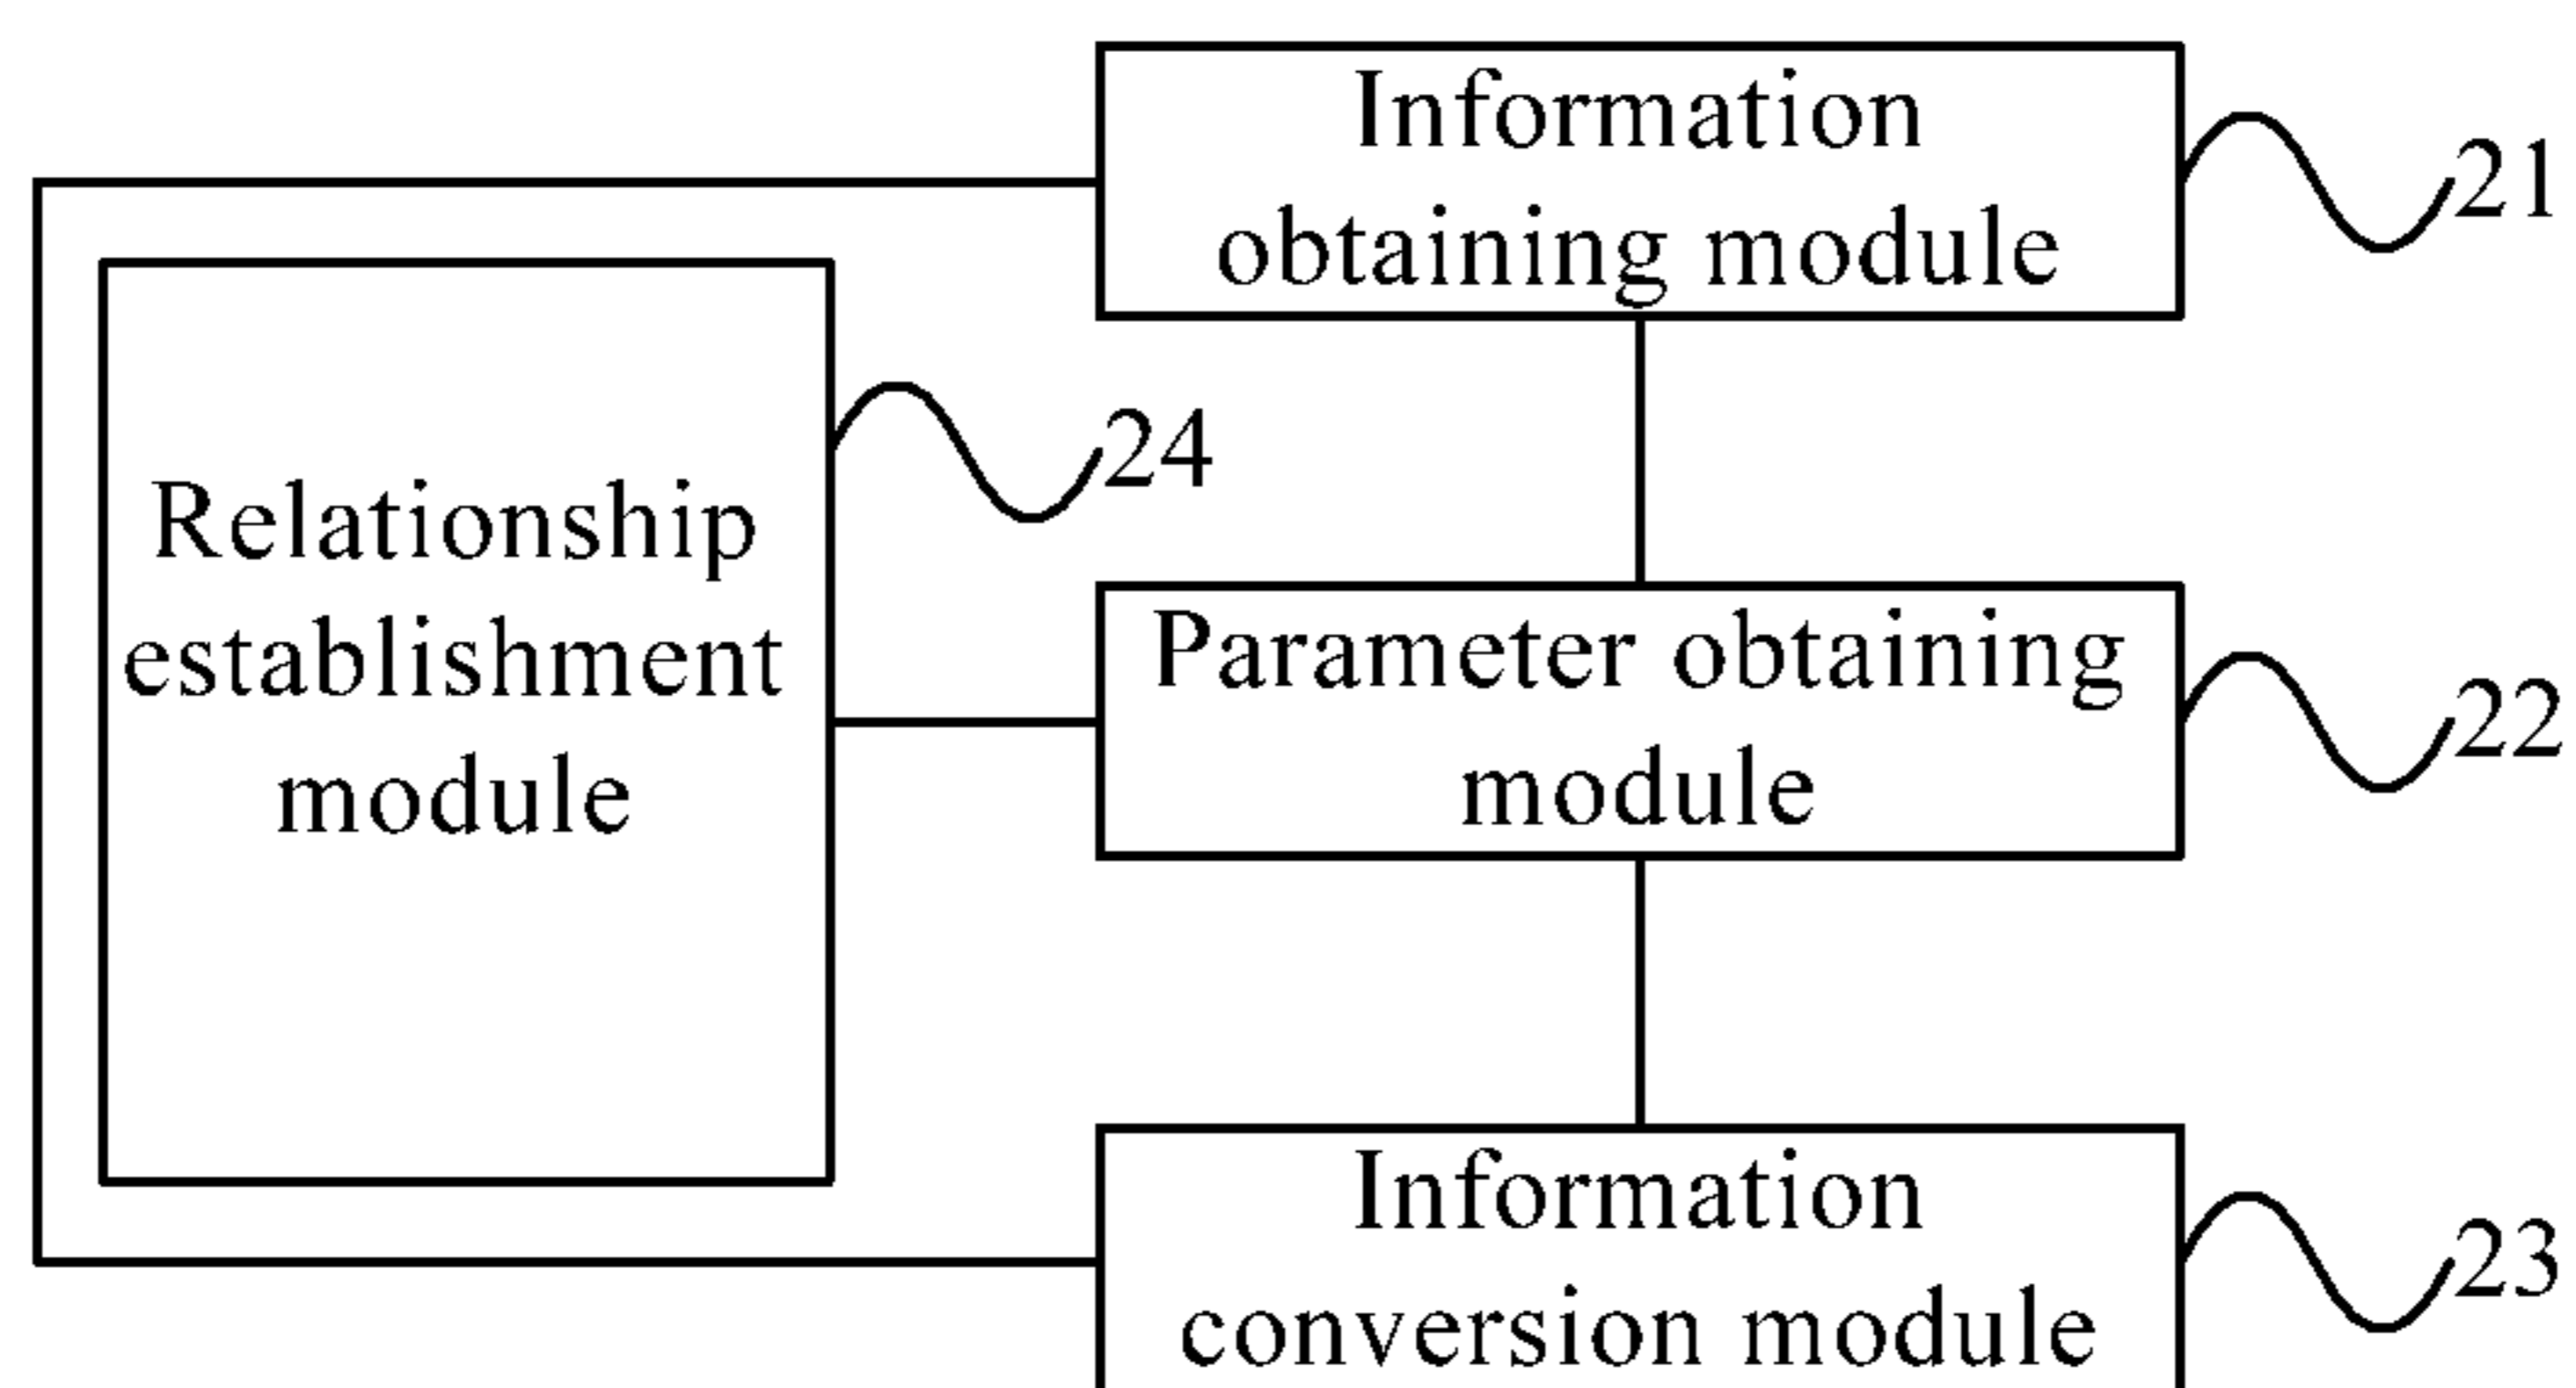 Information
obtaining module
21
24
Relationship
establishment
module
Parameter obtaining
module
22
Information
conversion module
23